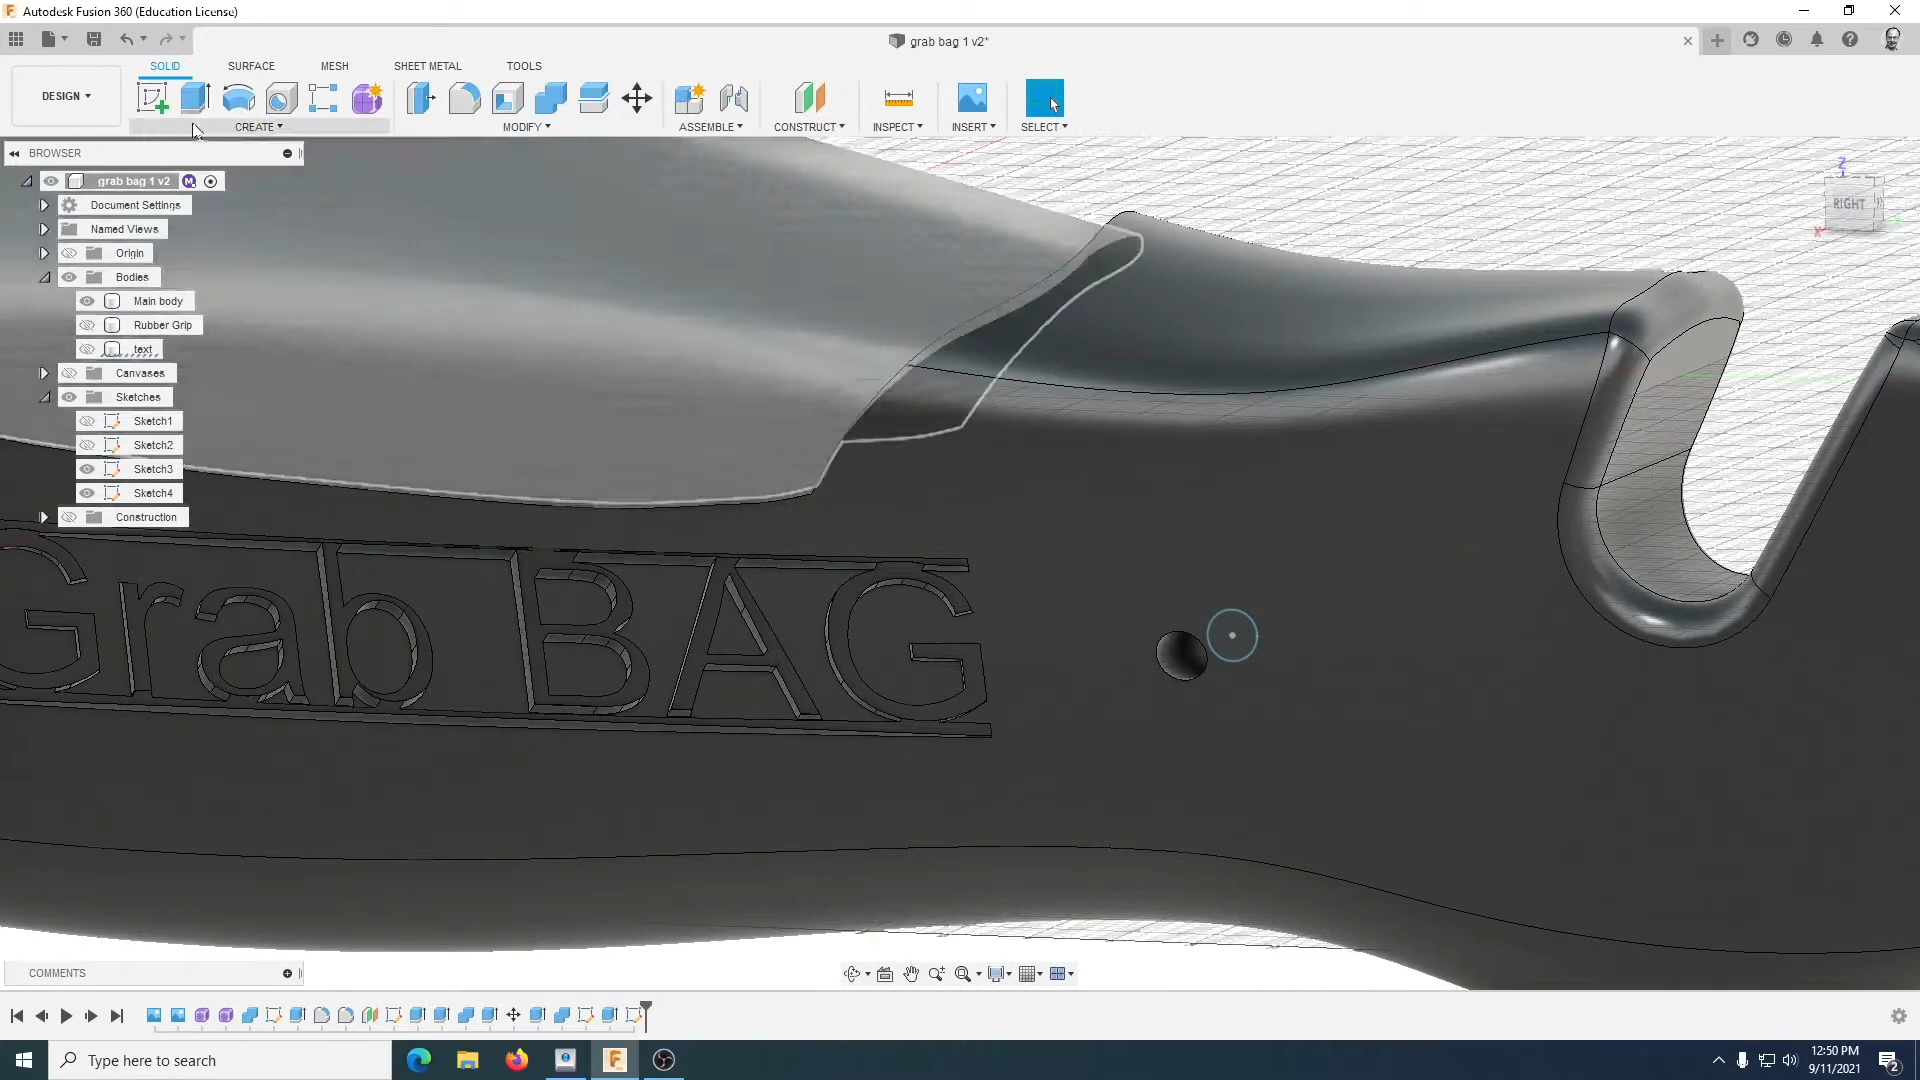 Autodesk Fusion 360 (Education License)
grab bag 1 v2*
DESIGN
SOLID SURFACE MESH SHEET METAL TOOLS
CREATE MODIFY ASSEMBLE CONSTRUCT INSPECT INSERT SELECT
BROWSER
grab bag 1 v2
Document Settings
Named Views
Origin
Bodies
Main body
Rubber Grip
text
Canvases
Sketches
Sketch1
Sketch2
Sketch3
Sketch4
Construction
Z
RIGHT
X
Grab BAG
COMMENTS
Type here to search
12:50 PM
9/11/2021
2